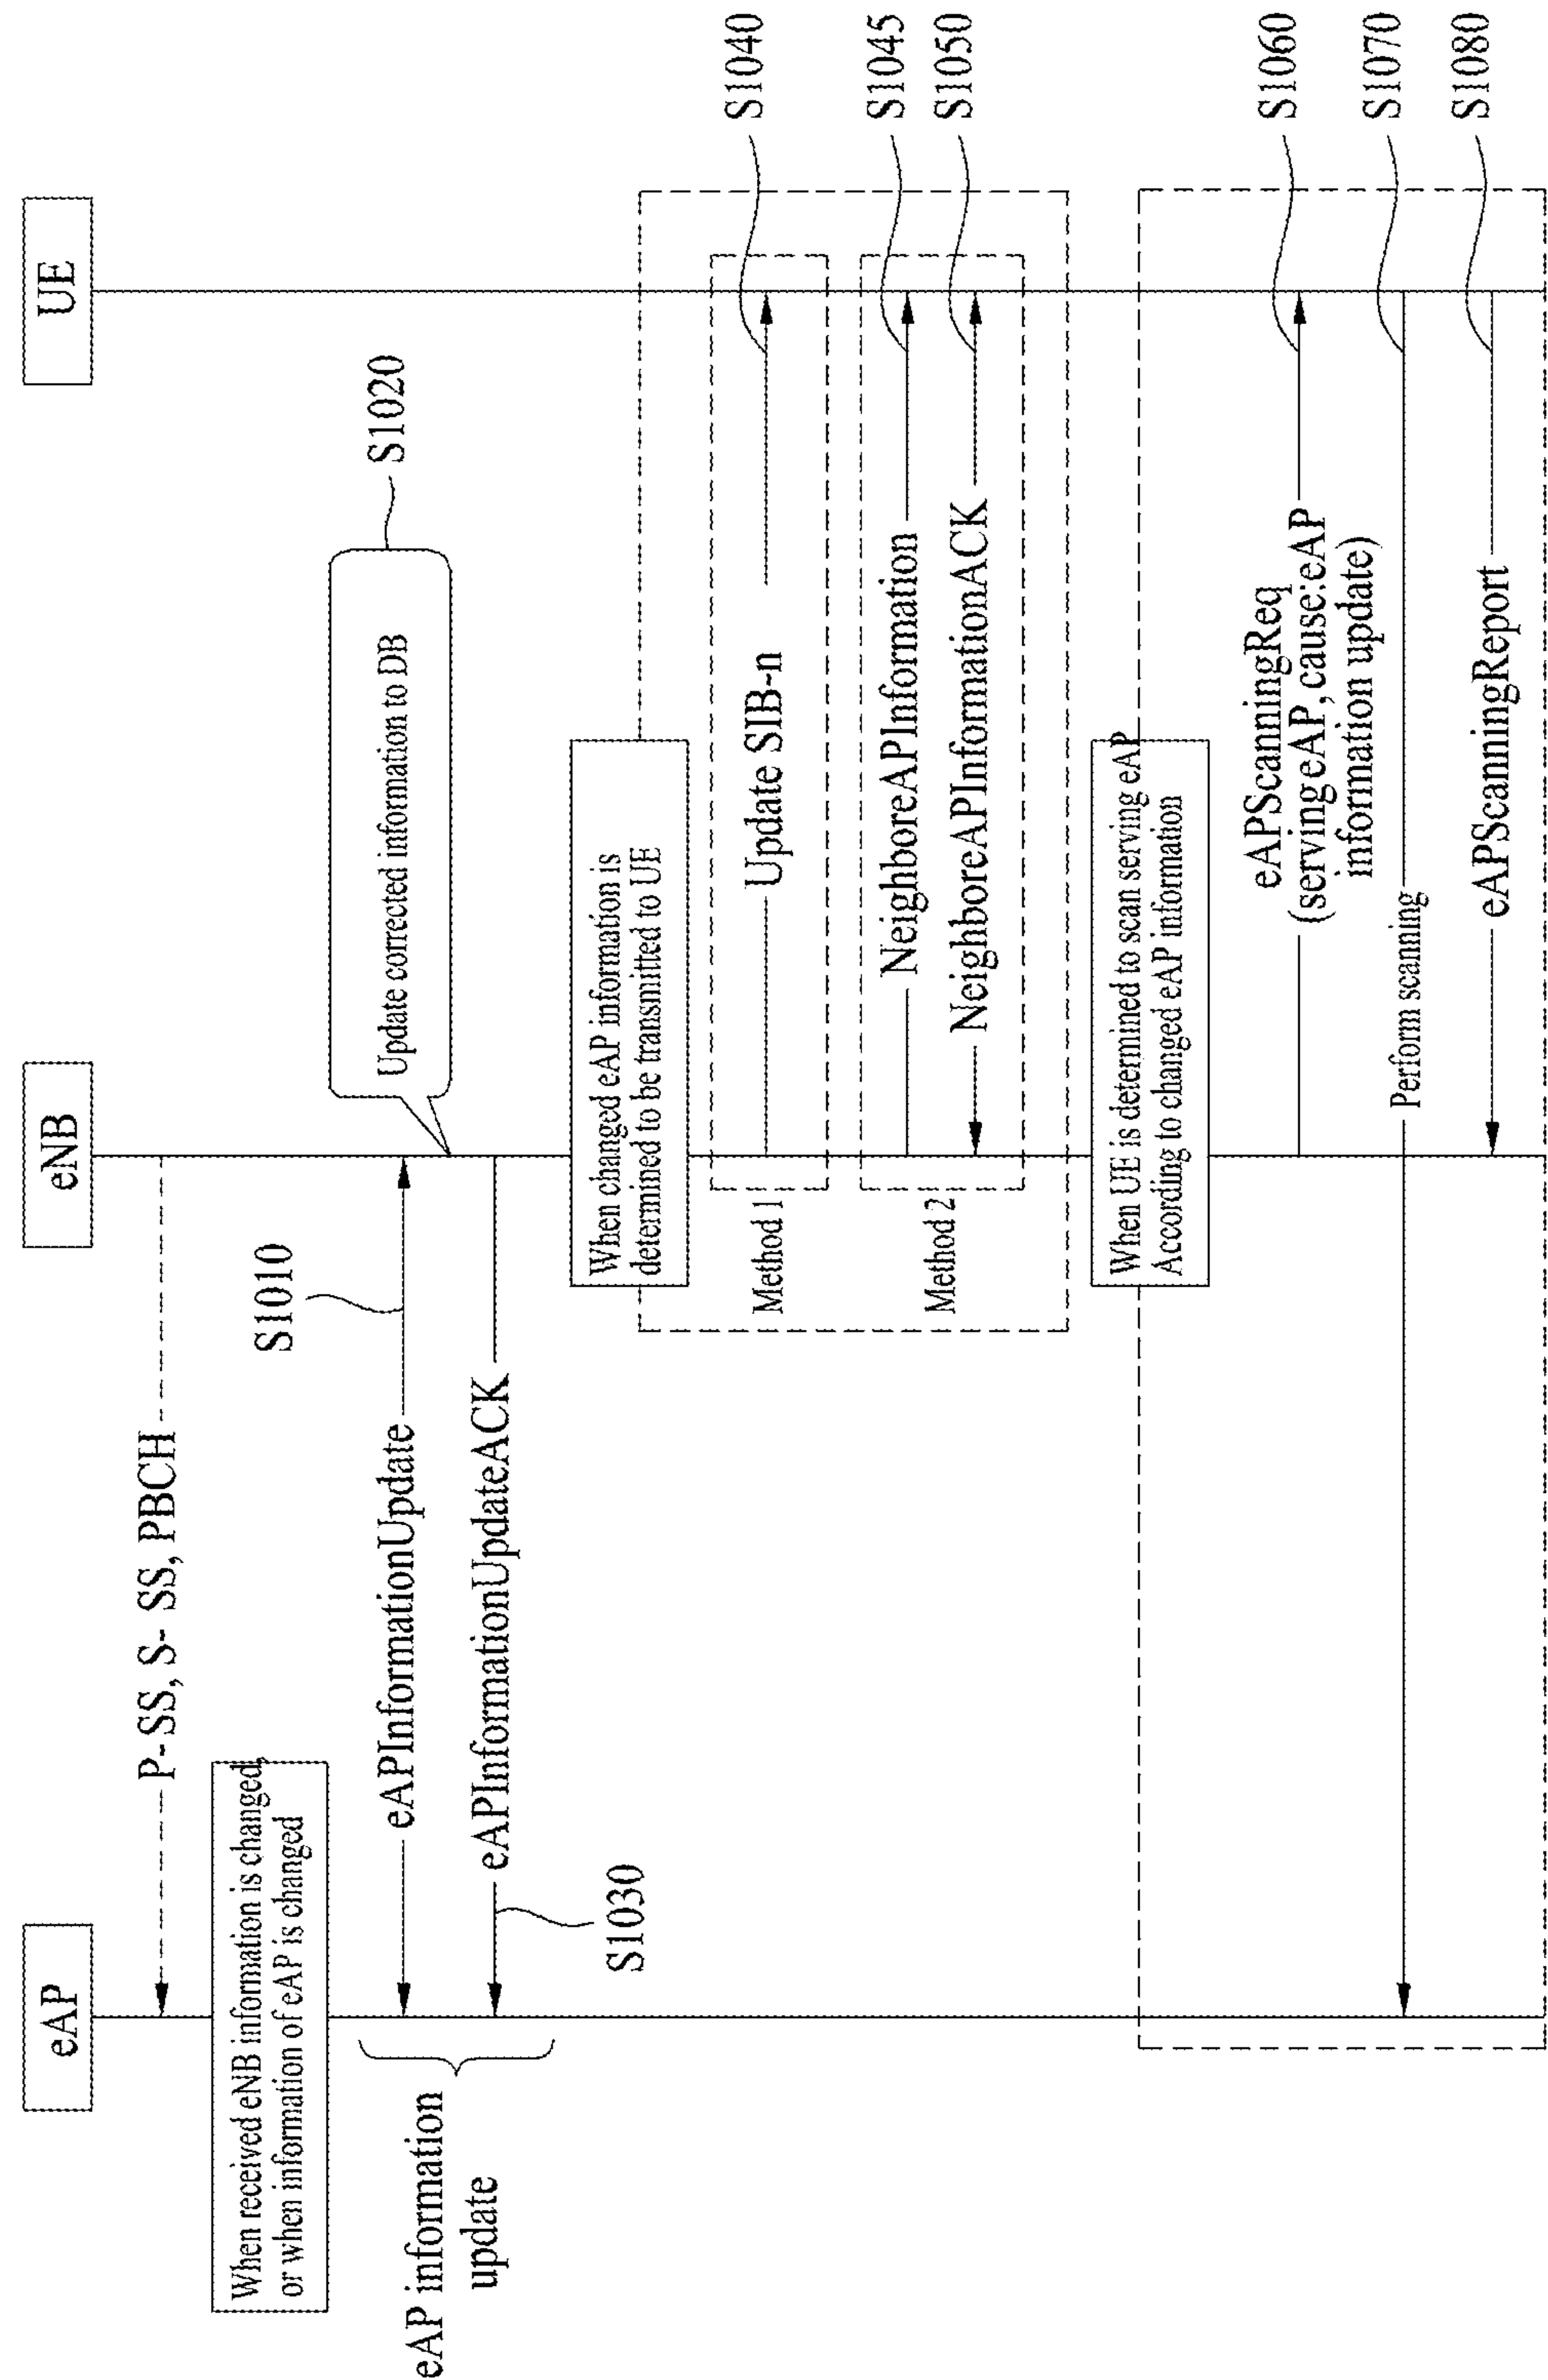 eAP
eNB
UE
P-SS, S- SS, PBCH
When received eNB information is changed,
or when information of eAP is changed
S1010
eAPInformationUpdate
S1020
Update corrected information to DB
eAPInformationUpdateACK
S1030
eAP information
update
When changed eAP information is
determined to be transmitted to UE
Method 1
Update SIB-n
S1040
Method 2
NeighboreAPInformation
S1045
NeighboreAPInformationACK
S1050
When UE is determined to scan serving eAP
According to changed eAP information
eAPScanningReq
(servingeAP, cause:eAP
information update)
S1060
Perform scanning
S1070
eAPScanningReport
S1080